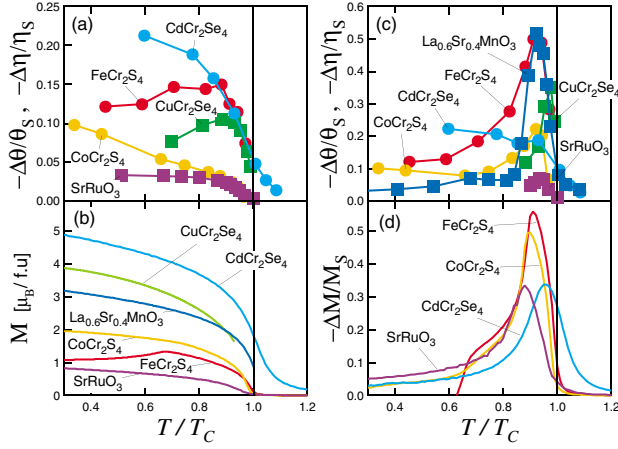 (a)
CdCr2Se4
FeCr2S4
CuCr2Se4
CoCr2S4
SrRuO3
−Δθ/θS , −Δη/ηS
0.25
0.20
0.15
0.10
0.05
0.00
(c)
La0.6Sr0.4MnO3
FeCr2S4
CdCr2Se4
CuCr2Se4
CoCr2S4
SrRuO3
−Δθ/θS , −Δη/ηS
0.6
0.5
0.4
0.3
0.2
0.1
0.0
(b)
CuCr2Se4
CdCr2Se4
La0.6Sr0.4MnO3
CoCr2S4
FeCr2S4
SrRuO3
M [μB / f.u]
5
4
3
2
1
0
0.4 0.6 0.8 1.0 1.2
T / TC
(d)
FeCr2S4
CoCr2S4
CdCr2Se4
SrRuO3
−ΔM/MS
0.5
0.4
0.3
0.2
0.1
0
0.4 0.6 0.8 1.0 1.2
T / TC